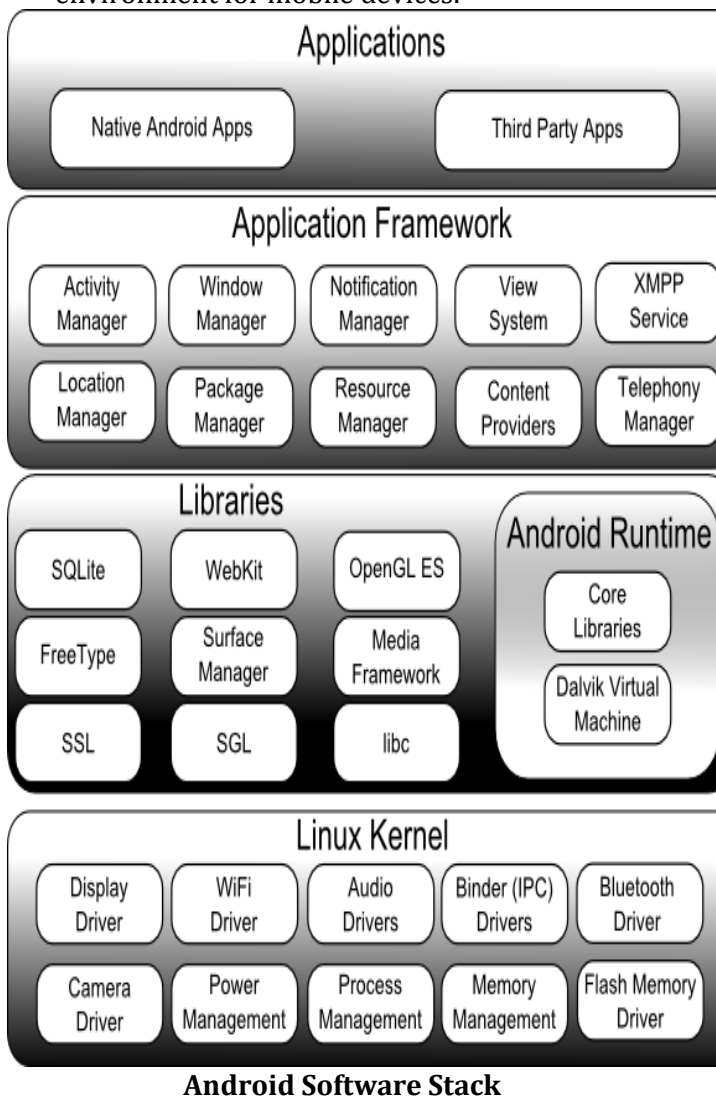 environment for mobile devices.
Applications
Native Android Apps
Third Party Apps
Application Framework
Activity
Manager
Window
Manager
Notification
Manager
View
System
XMPP
Service
Location
Manager
Package
Manager
Resource
Manager
Content
Providers
Telephony
Manager
Libraries
SQLite
WebKit
OpenGL ES
FreeType
Surface
Manager
Media
Framework
SSL
SGL
libc
Android Runtime
Core
Libraries
Dalvik Virtual
Machine
Linux Kernel
Display
Driver
WiFi
Driver
Audio
Drivers
Binder (IPC)
Drivers
Bluetooth
Driver
Camera
Driver
Power
Management
Process
Management
Memory
Management
Flash Memory
Driver
Android Software Stack